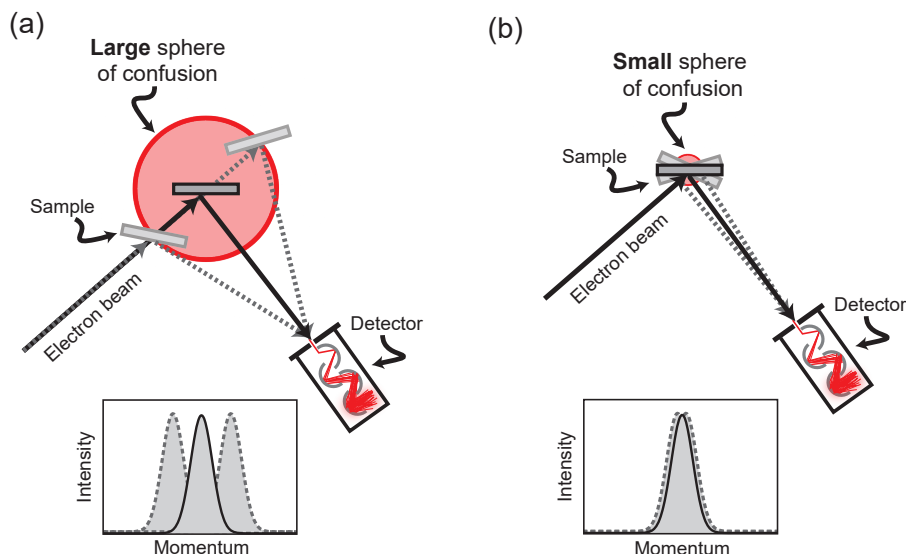 (a)
Large sphere
of confusion
Sample
Electron beam
Detector
Intensity
Momentum
(b)
Small sphere
of confusion
Sample
Electron beam
Detector
Intensity
Momentum